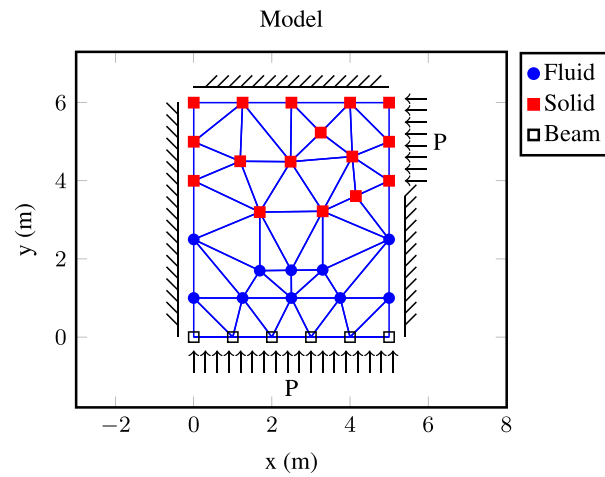 Model
Fluid
Solid
Beam
P
P
y (m)
6
4
2
0
−2 0 2 4 6 8
x (m)